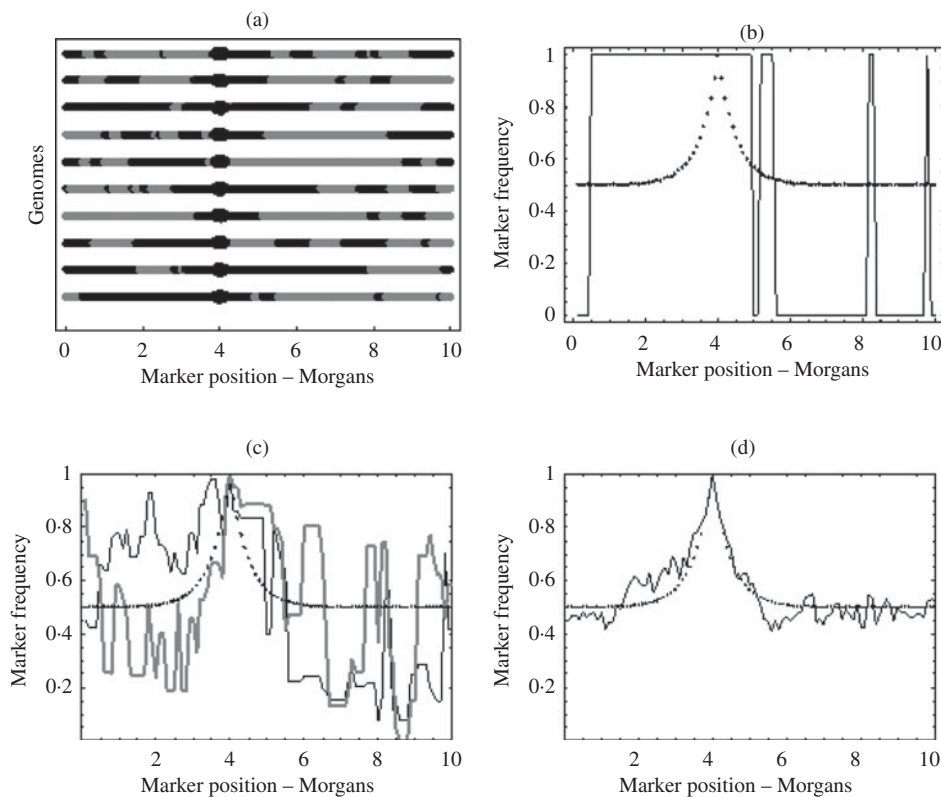 (a)
Genomes
0 2 4 6 8 10
Marker position – Morgans
(b)
Marker frequency
1
0·8
0·6
0·4
0·2
0
0 2 4 6 8 10
Marker position – Morgans
(c)
Marker frequency
1
0·8
0·6
0·4
0·2
2 4 6 8 10
Marker position – Morgans
(d)
Marker frequency
1
0·8
0·6
0·4
0·2
2 4 6 8 10
Marker position – Morgans